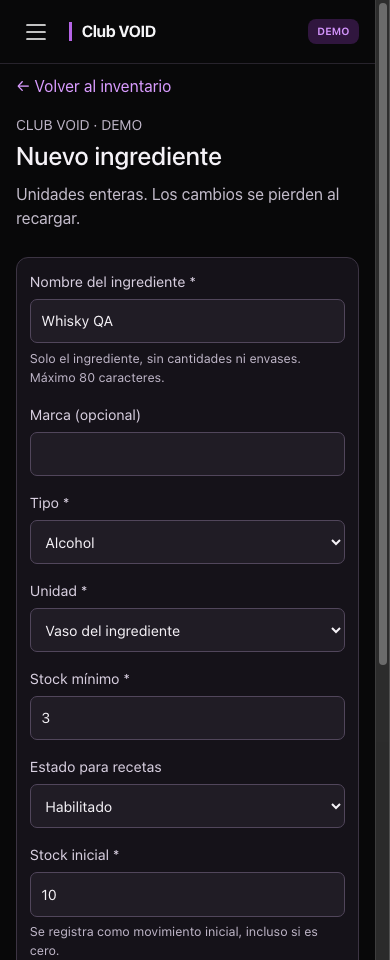 Club VOID
DEMO
← Volver al inventario
CLUB VOID · DEMO
Nuevo ingrediente
Unidades enteras. Los cambios se pierden al
recargar.
Nombre del ingrediente *
Whisky QA
Solo el ingrediente, sin cantidades ni envases.
Máximo 80 caracteres.
Marca (opcional)
Tipo *
Alcohol
Unidad *
Vaso del ingrediente
Stock mínimo *
3
Estado para recetas
Habilitado
Stock inicial *
10
Se registra como movimiento inicial, incluso si es
cero.